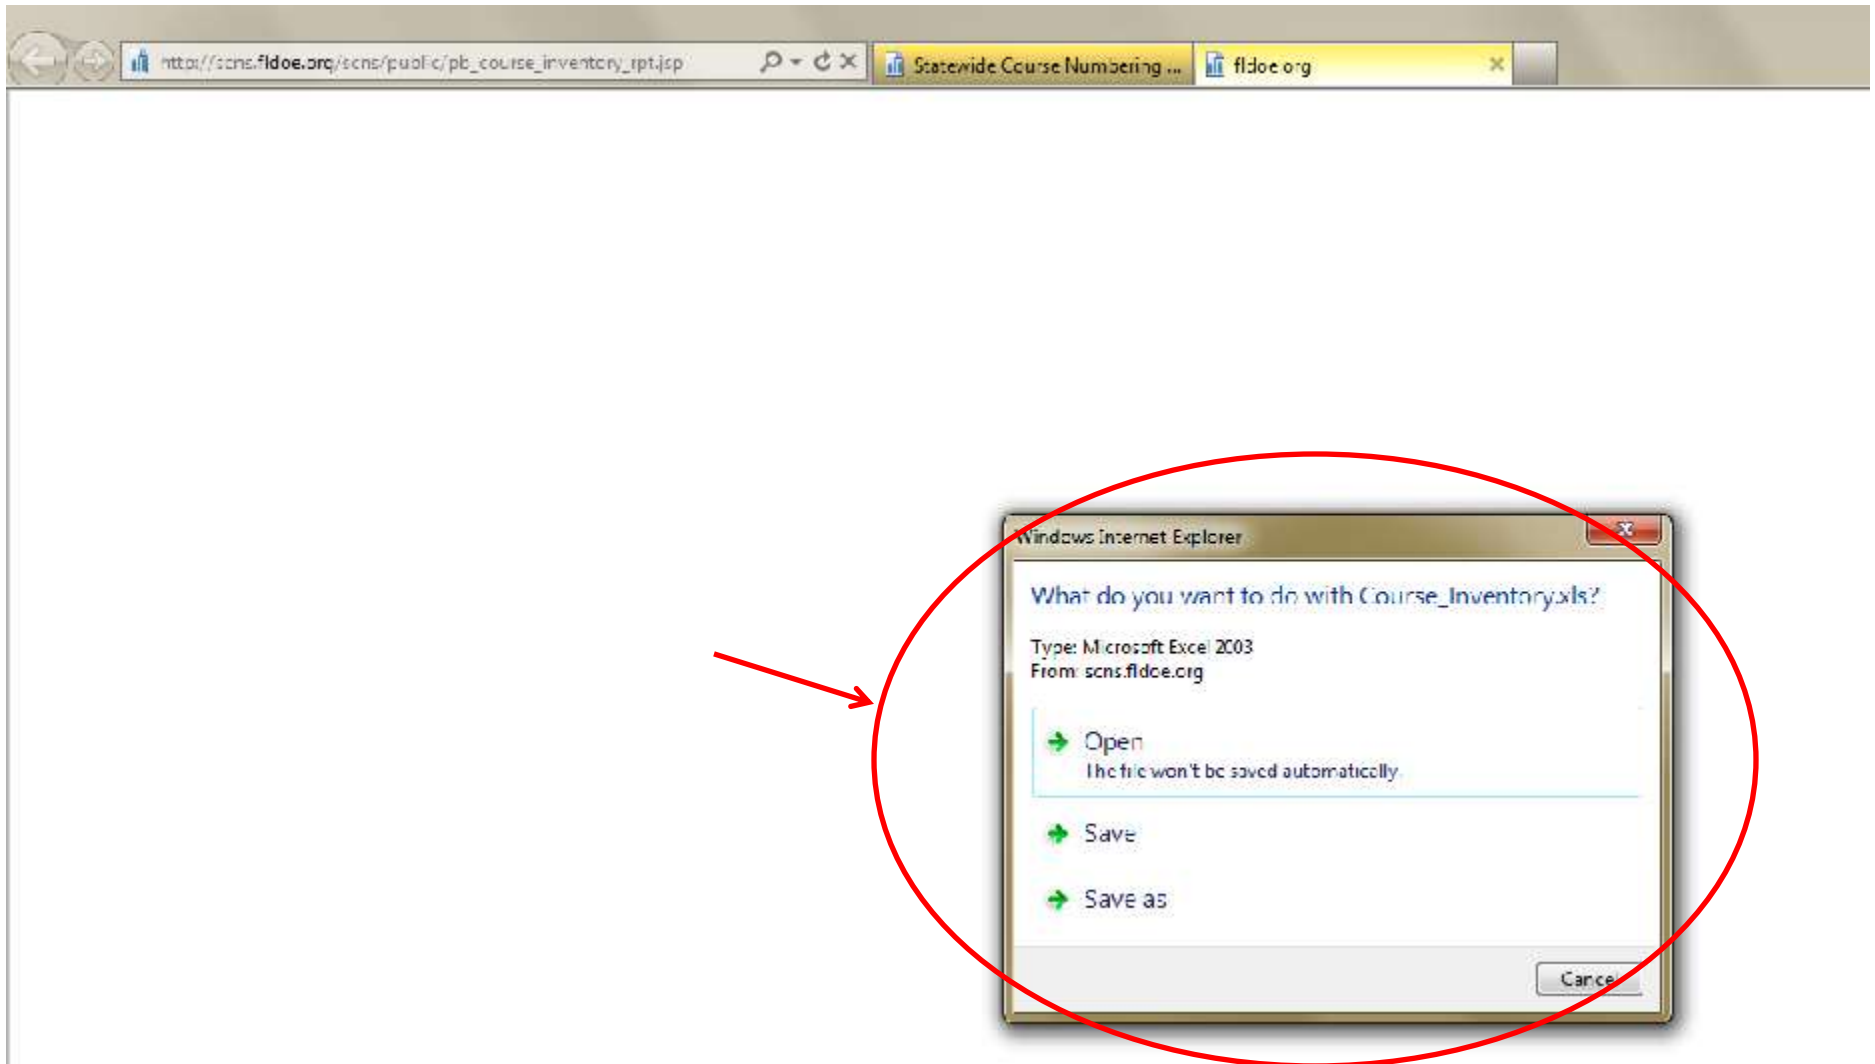 http://scns.fldoe.org/scns/public/pb_course_inventory_rpt.jsp
Statewide Course Numbering ...
fldoe.org
Windows Internet Explorer
What do you want to do with Course_Inventory.xls?
Type: Microsoft Excel 2003
From: scns.fldoe.org
Open
The file won't be saved automatically.
Save
Save as
Cancel